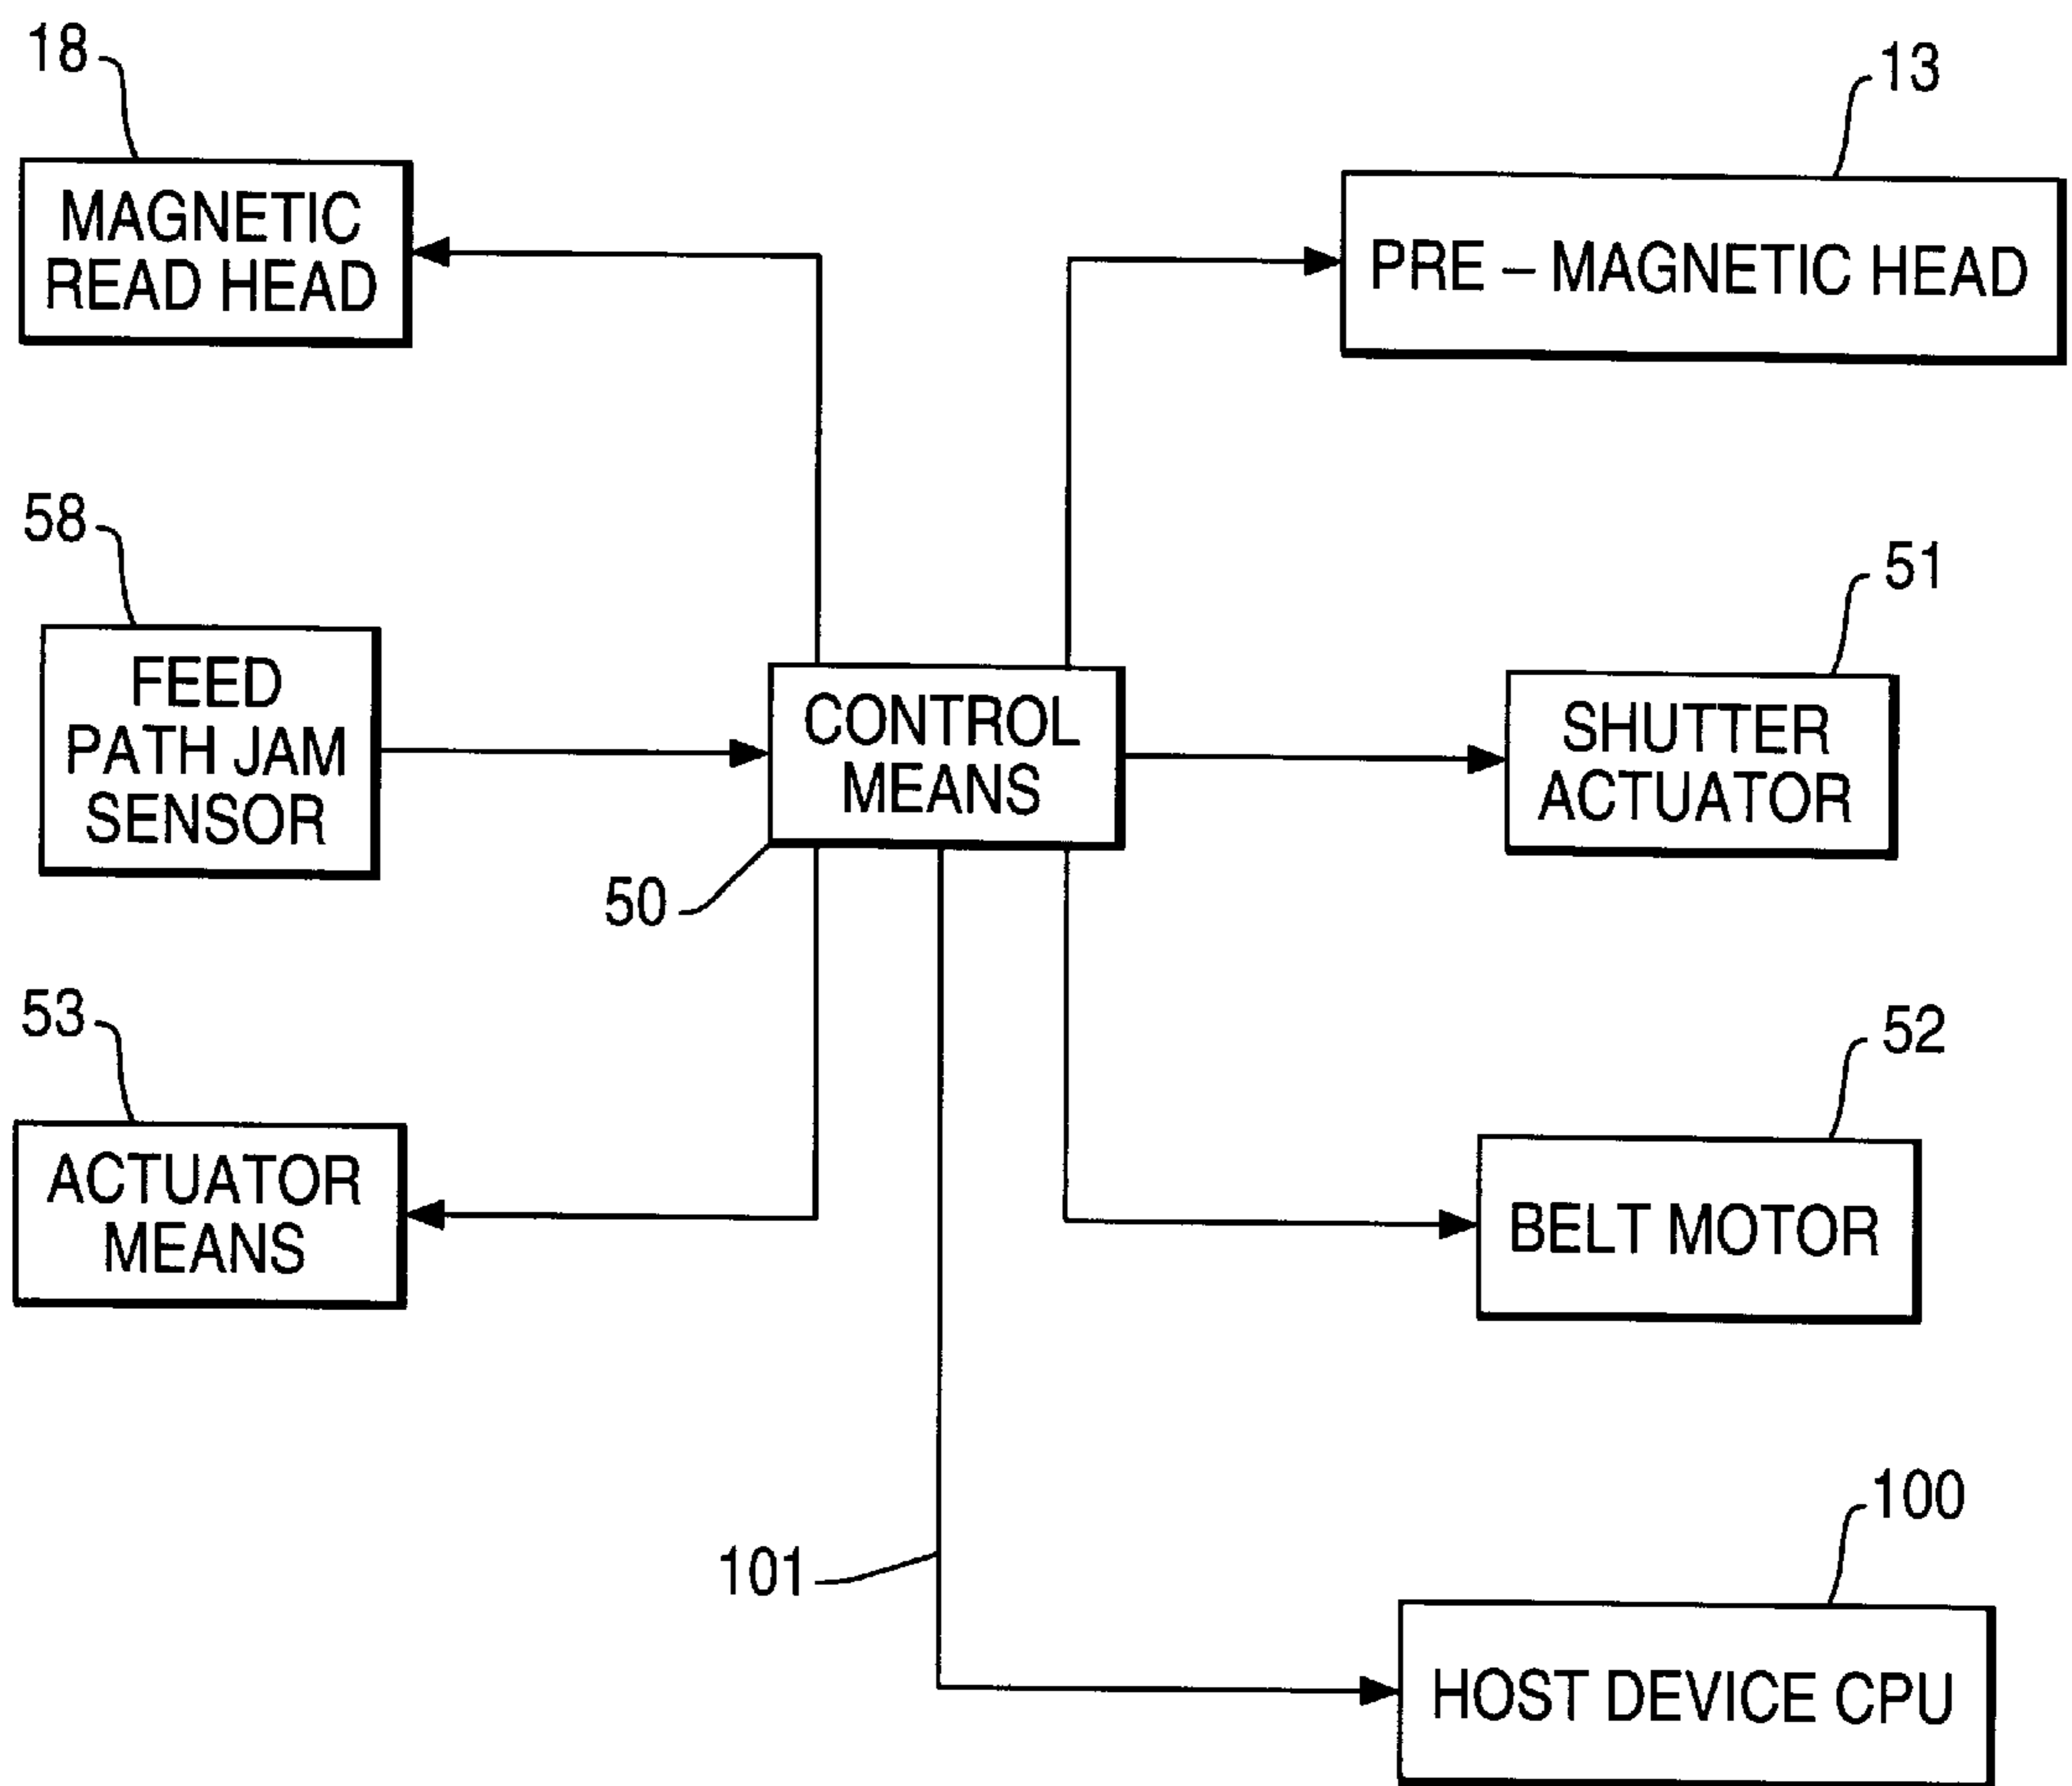 18
13
MAGNETIC
READ HEAD
PRE – MAGNETIC HEAD
58
51
FEED
PATH JAM
SENSOR
CONTROL
MEANS
SHUTTER
ACTUATOR
50
53
52
ACTUATOR
MEANS
BELT MOTOR
101
100
HOST DEVICE CPU